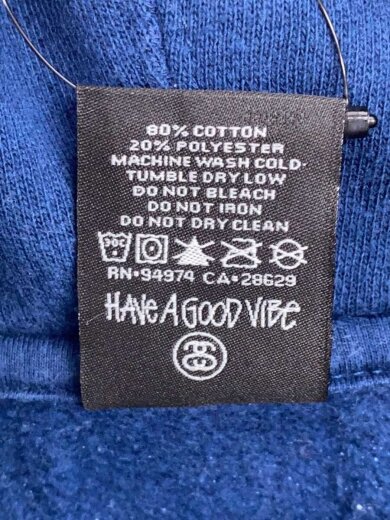 80% COTTON
20% POLYESTER
MACHINE WASH COLD-
TUMBLE DRY LOW
DO NOT BLEACH
DO NOT IRON
DO NOT DRY CLEAN
30C
RN•94974 CA•28629
HAVE A GOOD VIBE